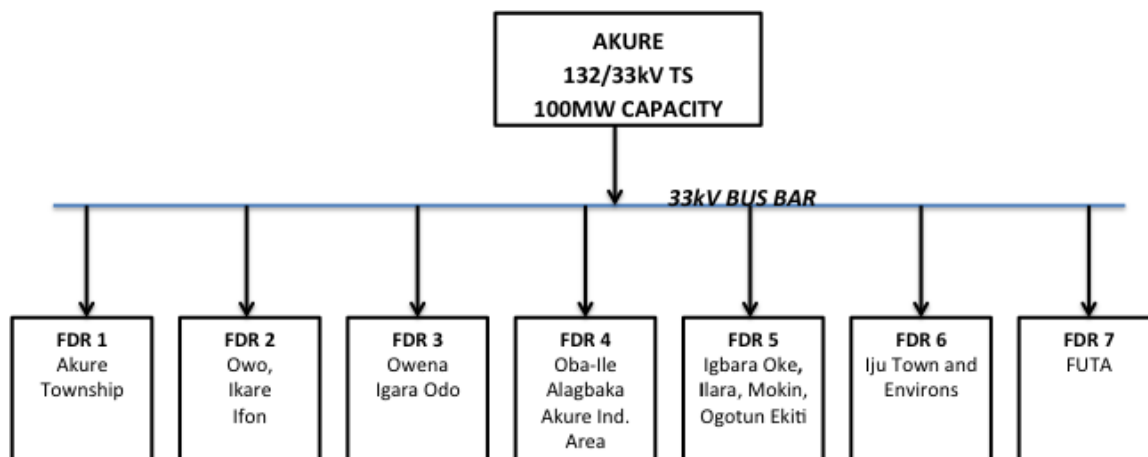 AKURE
132/33kV TS
100MW CAPACITY
33kV BUS BAR
FDR 1
Akure
Township
FDR 2
Owo,
Ikare
Ifon
FDR 3
Owena
Igara Odo
FDR 4
Oba-Ile
Alagbaka
Akure Ind.
Area
FDR 5
Igbara Oke,
Ilara, Mokin,
Ogotun Ekiti
FDR 6
Iju Town and
Environs
FDR 7
FUTA